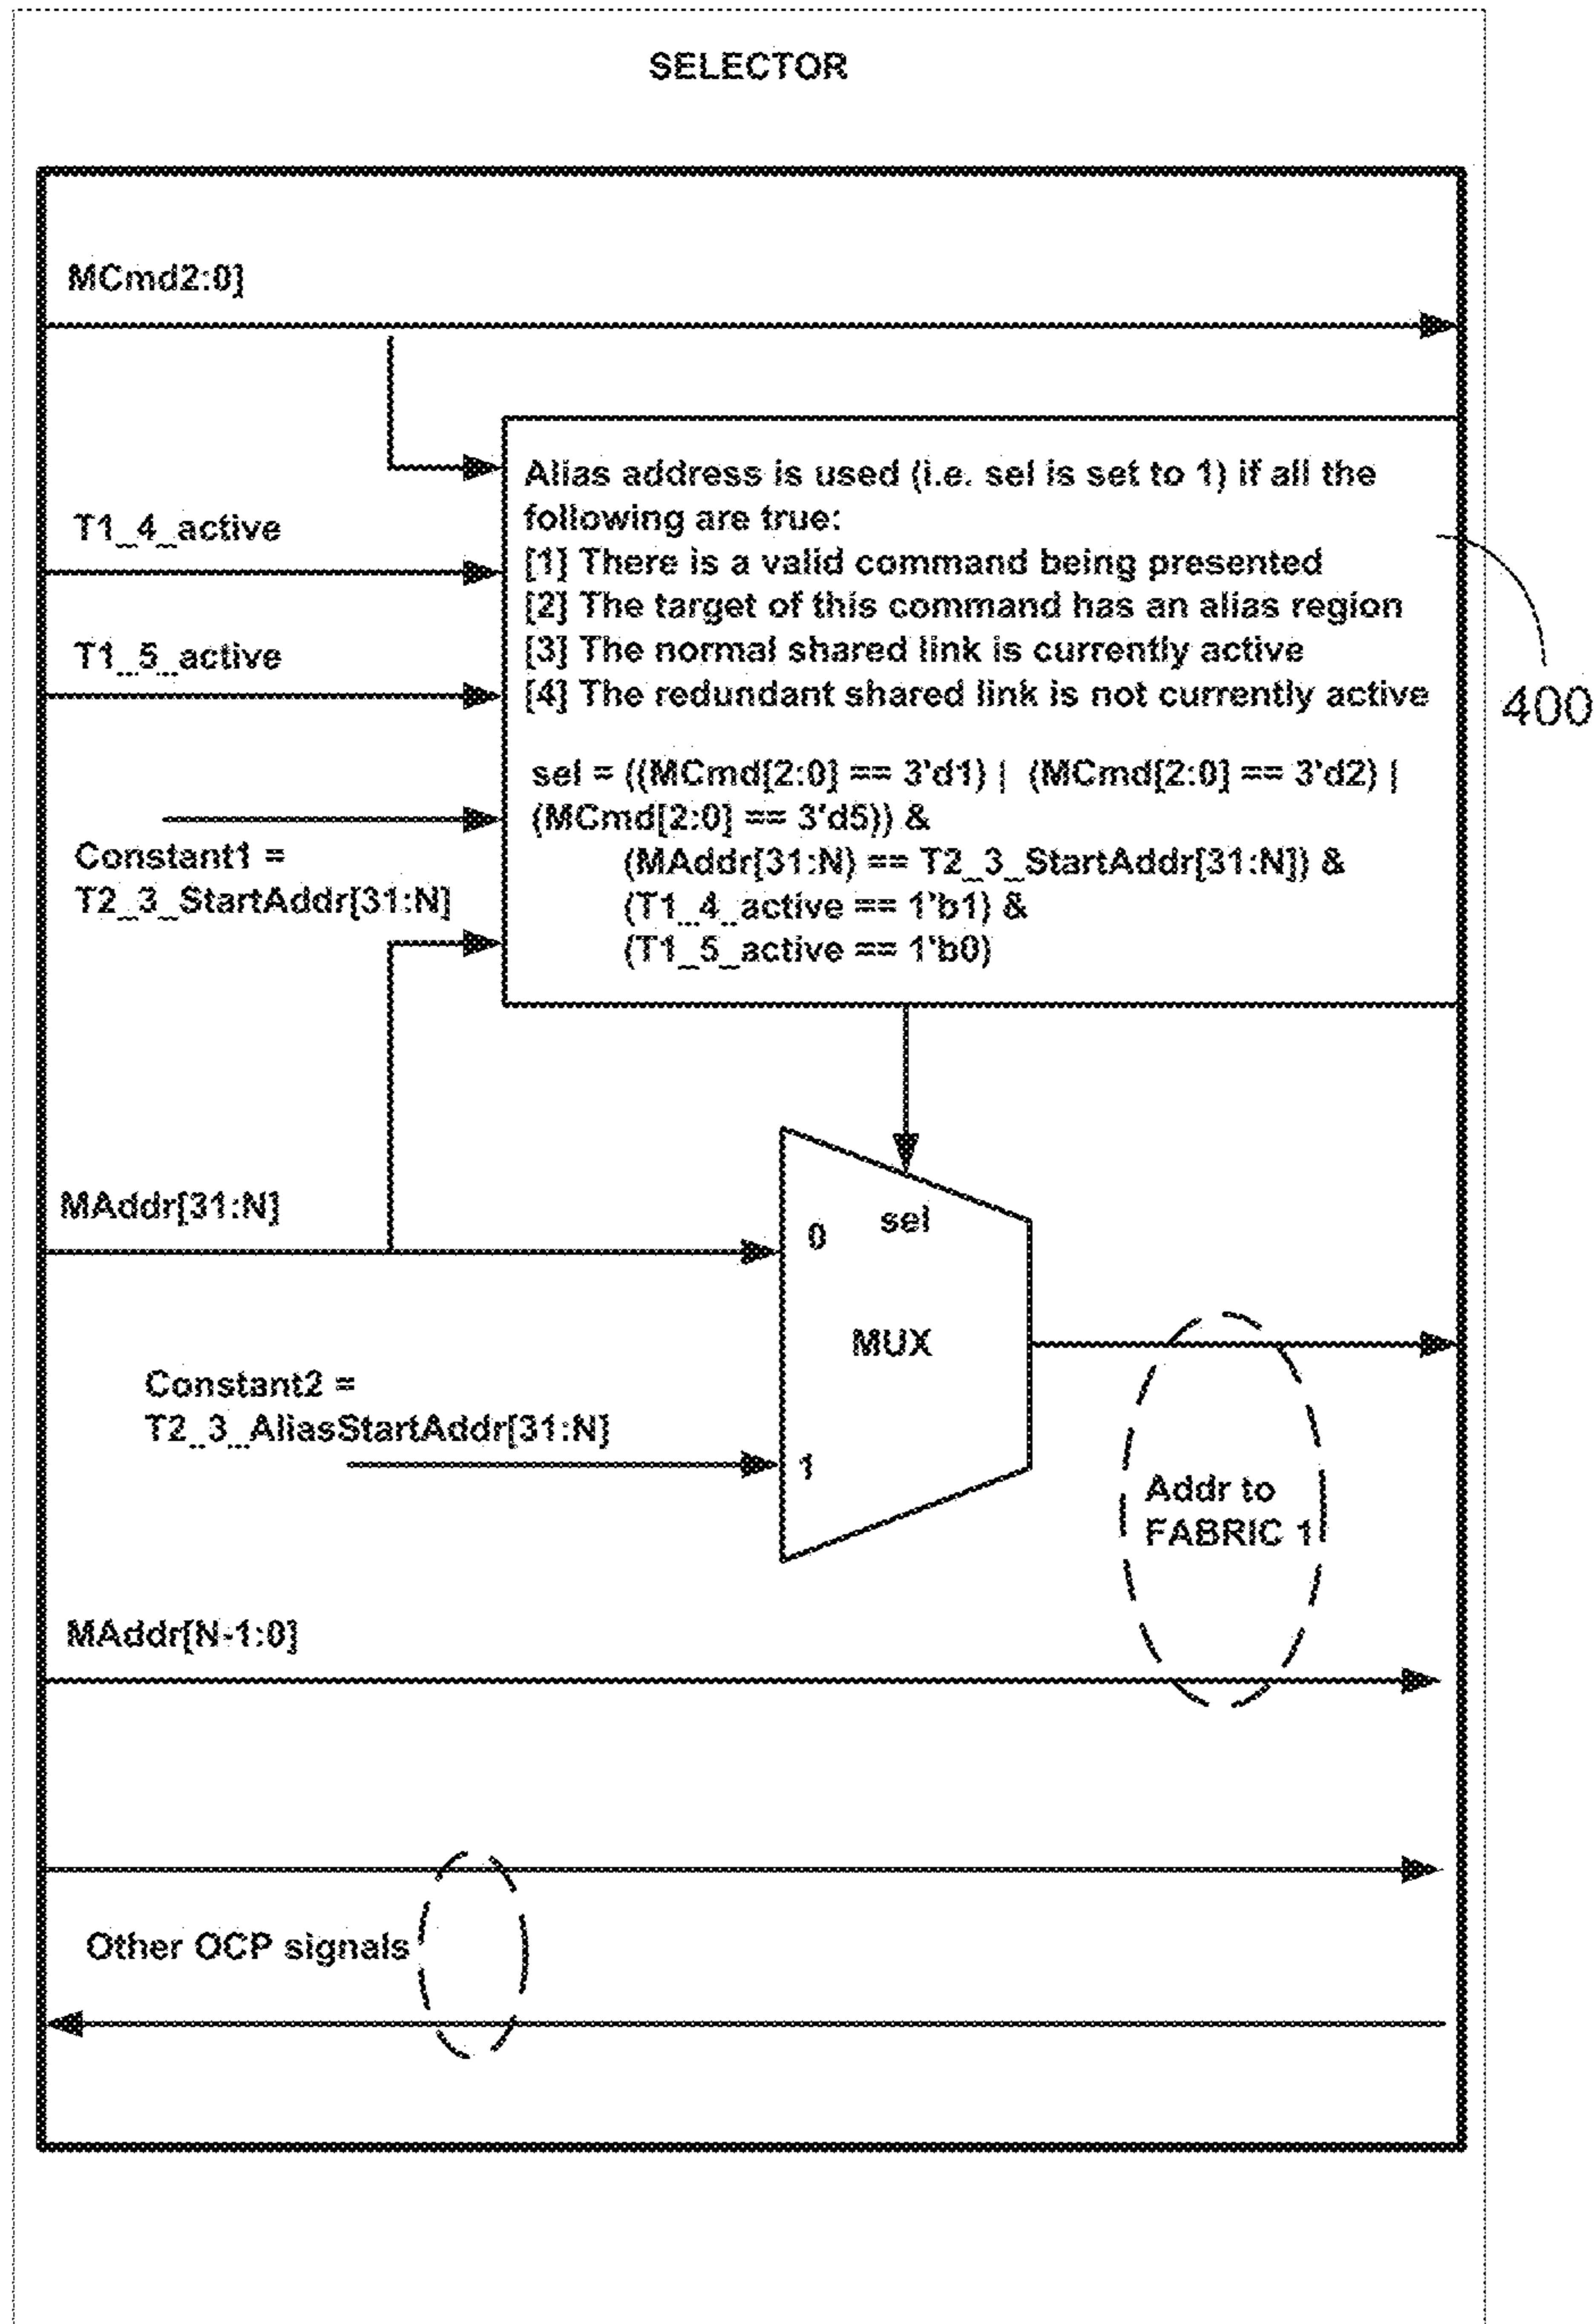 SELECTOR
MCmd2:0]
Alias address is used (i.e. sel is set to 1) if all the
following are true:
[1] There is a valid command being presented
[2] The target of this command has an alias region
[3] The normal shared link is currently active
[4] The redundant shared link is not currently active
sel = ((MCmd[2:0] == 3'd1) | (MCmd[2:0] == 3'd2) |
(MCmd[2:0] == 3'd5)) &
(MAddr[31:N) == T2_3_StartAddr[31:N]) &
(T1_4_active == 1'b1) &
(T1_5_active == 1'b0)
400
T1_4_active
T1_5_active
Constant1 =
T2_3_StartAddr[31:N]
MAddr[31:N]
0
sel
MUX
Constant2 =
T2_3_AliasStartAddr[31:N]
1
Addr to
FABRIC 1
MAddr[N-1:0]
Other OCP signals